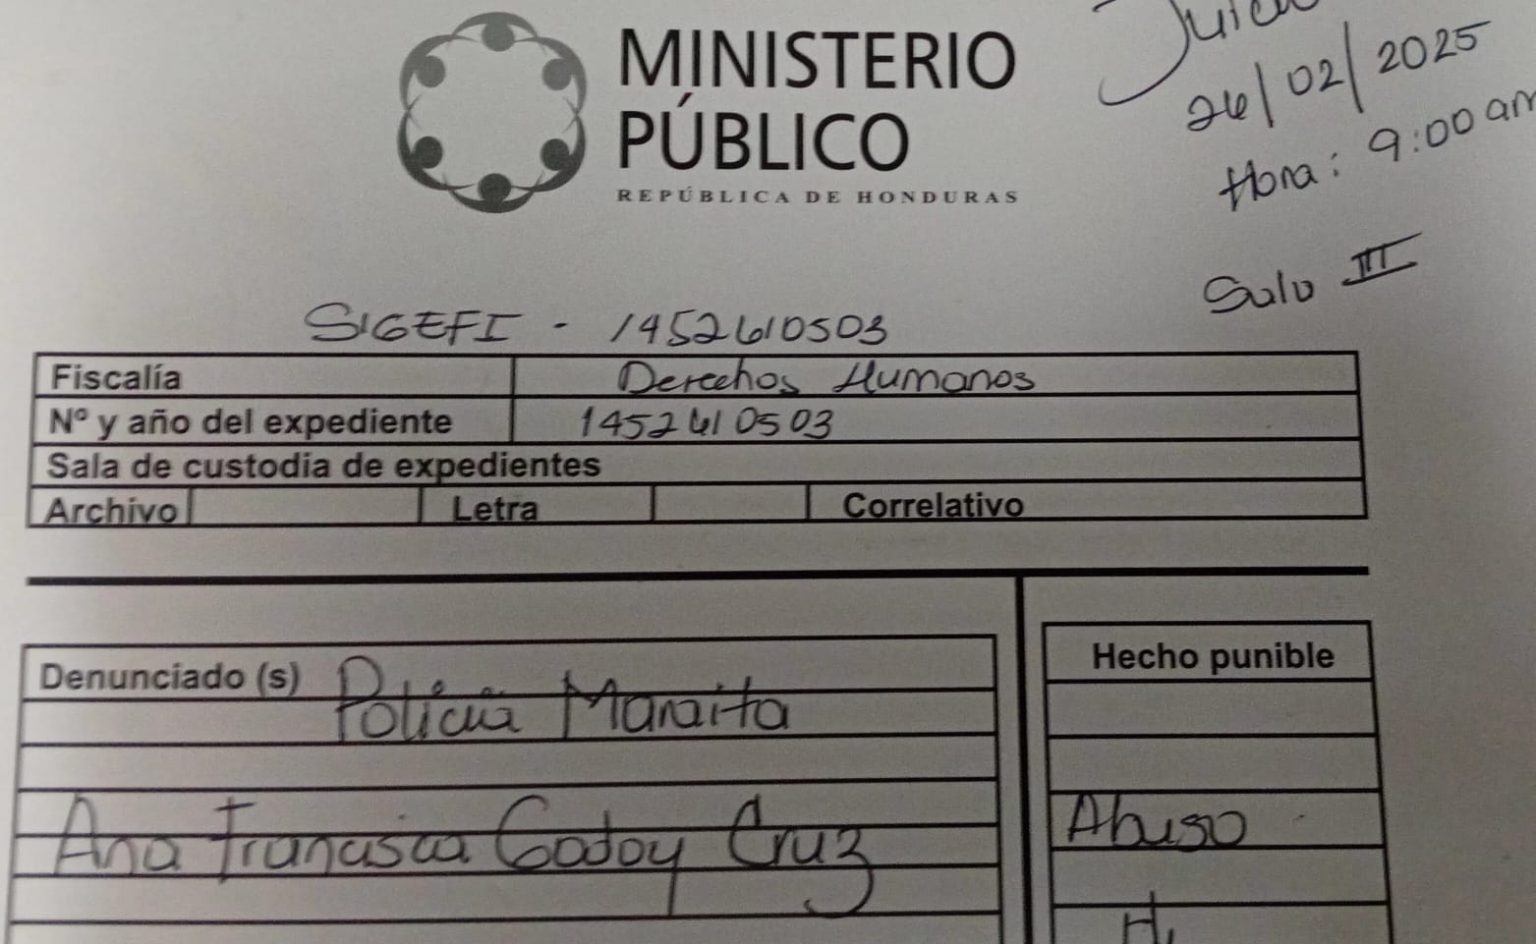 MINISTERIO
PÚBLICO
REPÚBLICA DE HONDURAS
26/02/2025
Hora: 9:00 am
Sala III
SIGEFI - 1452610503
Fiscalía Derechos Humanos
Nº y año del expediente 1452610503
Sala de custodia de expedientes
Archivo Letra Correlativo
Denunciado (s)
Policia Maraita
Ana Francisca Godoy Cruz
Hecho punible
Abuso